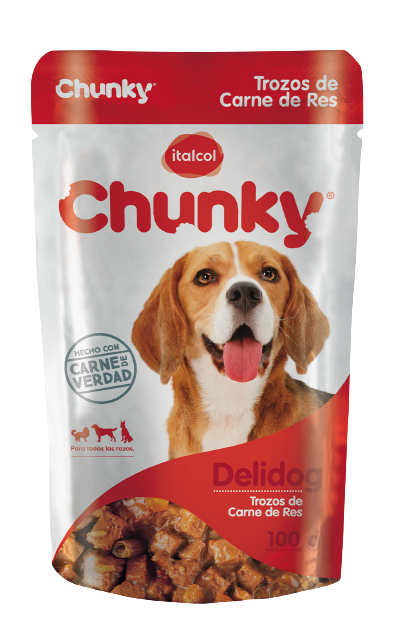 Chunky
Trozos de
Carne de Res
italcol
Chunky®
HECHO CON
CARNE DE
VERDAD
Para todas las razas.
Delidog
Trozos de
Carne de Res
100 g